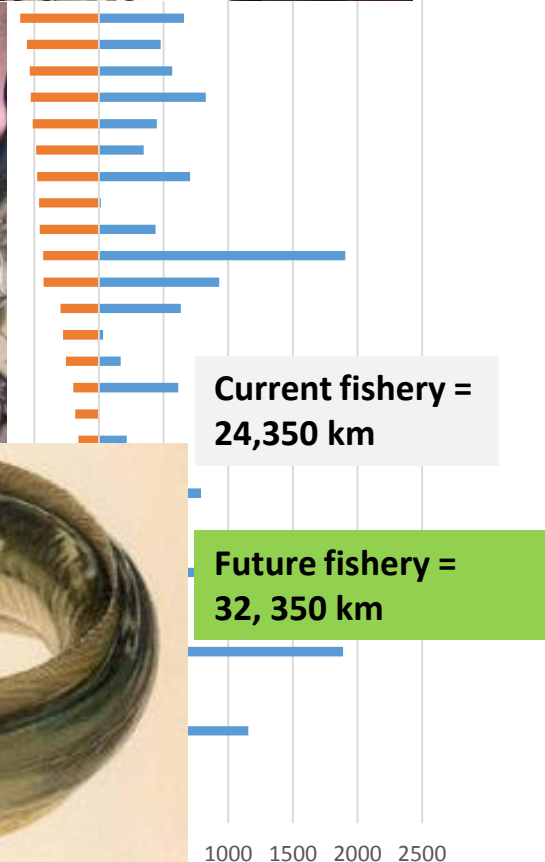 Current fishery =
24,350 km
Future fishery =
32, 350 km
1000 1500 2000 2500